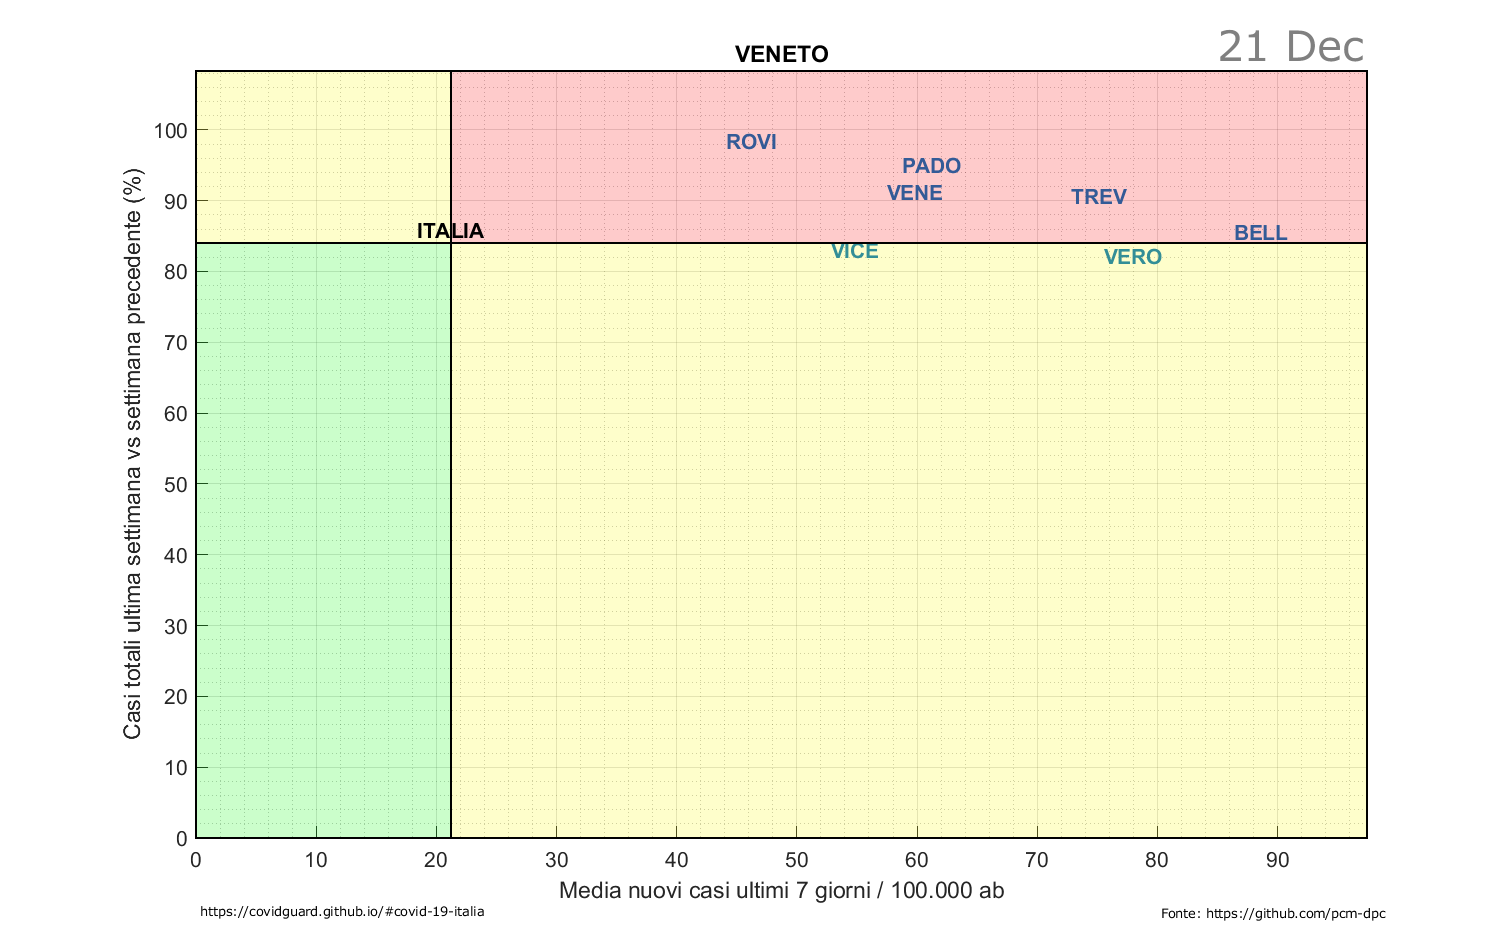 VENETO
21 Dec
Casi totali ultima settimana vs settimana precedente (%)
100
90
80
70
60
50
40
30
20
10
0
ROVI
PADO
VENE
TREV
ITALIA
BELL
VICE
VERO
0 10 20 30 40 50 60 70 80 90
Media nuovi casi ultimi 7 giorni / 100.000 ab
https://covidguard.github.io/#covid-19-italia
Fonte: https://github.com/pcm-dpc